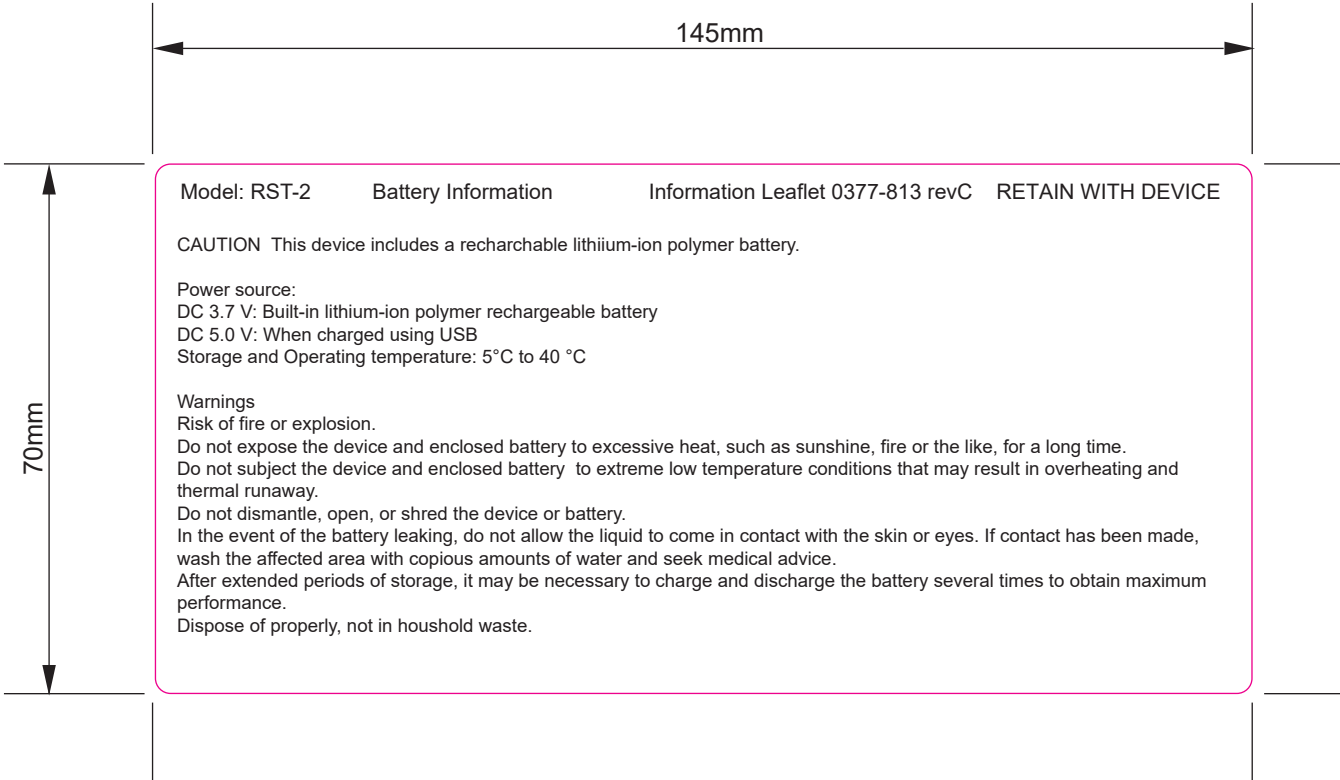 145mm
70mm
Model: RST-2 Battery Information Information Leaflet 0377-813 revC RETAIN WITH DEVICE
CAUTION This device includes a recharchable lithiium-ion polymer battery.
Power source:
DC 3.7 V: Built-in lithium-ion polymer rechargeable battery
DC 5.0 V: When charged using USB
Storage and Operating temperature: 5°C to 40 °C
Warnings
Risk of fire or explosion.
Do not expose the device and enclosed battery to excessive heat, such as sunshine, fire or the like, for a long time.
Do not subject the device and enclosed battery to extreme low temperature conditions that may result in overheating and
thermal runaway.
Do not dismantle, open, or shred the device or battery.
In the event of the battery leaking, do not allow the liquid to come in contact with the skin or eyes. If contact has been made,
wash the affected area with copious amounts of water and seek medical advice.
After extended periods of storage, it may be necessary to charge and discharge the battery several times to obtain maximum
performance.
Dispose of properly, not in houshold waste.